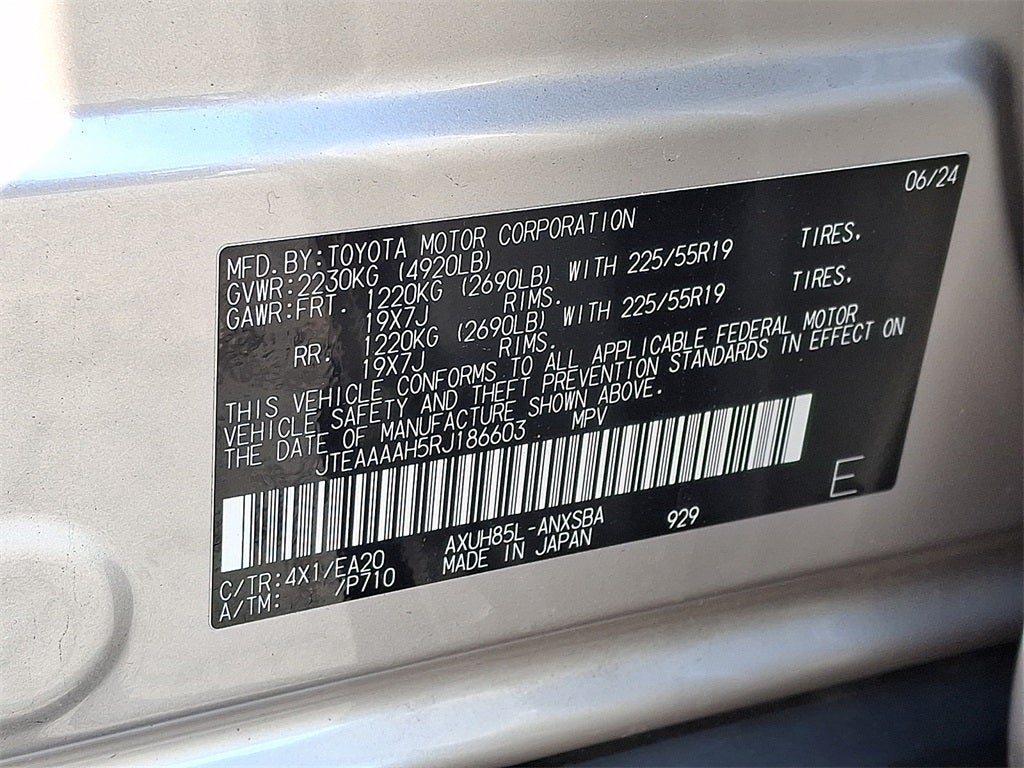 06/24
MFD.BY:TOYOTA MOTOR CORPORATION
GVWR:2230KG (4920LB)
GAWR:FRT. 1220KG (2690LB) WITH 225/55R19 TIRES.
19X7J RIMS.
RR. 1220KG (2690LB) WITH 225/55R19 TIRES.
19X7J RIMS.
THIS VEHICLE CONFORMS TO ALL APPLICABLE FEDERAL MOTOR
VEHICLE SAFETY AND THEFT PREVENTION STANDARDS IN EFFECT ON
THE DATE OF MANUFACTURE SHOWN ABOVE.
JTEAAAAH5RJ186603 MPV
E
C/TR:4X1/EA20 AXUH85L-ANXSBA 929
A/TM: /P710 MADE IN JAPAN